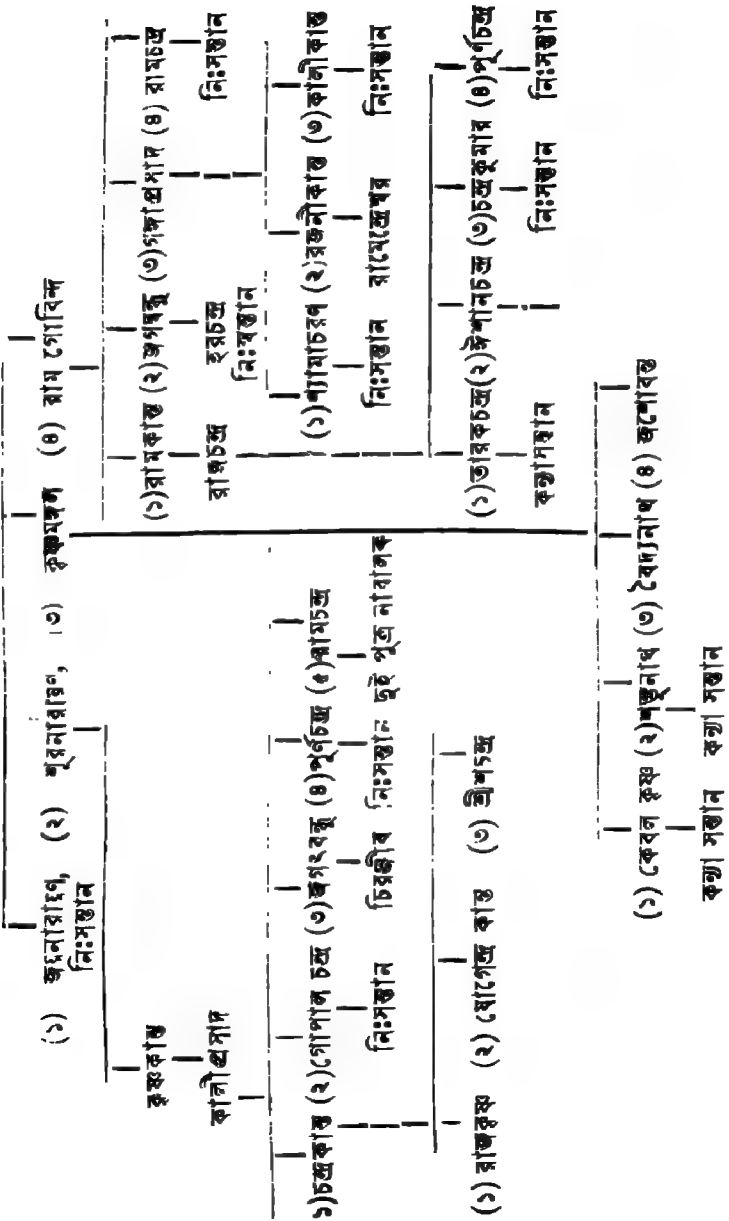 (১) জয়নারায়ণ, (২) শূরনারায়ণ, (৩) কৃষ্ণমঙ্গল (৪) রাম গোবিন্দ
নিঃসন্তান
কৃষ্ণকান্ত
কালীপ্রসাদ
(১)রামকান্ত (২)জগবন্ধু (৩)গঙ্গাপ্রসাদ (৪) রামচন্দ্র
রাজচন্দ্র হরচন্দ্র নিঃসন্তান
নিঃসন্তান
(১)শ্যামাচরণ (২)রজনীকান্ত (৩)কালীকান্ত
নিঃসন্তান রামেন্দ্রেশ্বর নিঃসন্তান
১)চন্দ্রকান্ত (২)গোপাল চন্দ্র (৩)জগৎবন্ধু (৪)পূর্ণচন্দ্র (৫)শ্যামচন্দ্র
নিঃসন্তান চিরঞ্জীব নিঃসন্তান দুই পুত্র নাবালক
(১)তারকচন্দ্র(২)ঈশানচন্দ্র (৩)চন্দ্রকুমার (৪)পূর্ণচন্দ্র
কন্যাসন্তান নিঃসন্তান নিঃসন্তান
(১) রাজকৃষ্ণ (২) যোগেন্দ্র কান্ত (৩) শ্রীশচন্দ্র
(১) কেবল কৃষ্ণ (২)শম্ভুনাথ (৩) বৈদ্যনাথ (৪) জশোবন্ত
কন্যা সন্তান কন্যা সন্তান